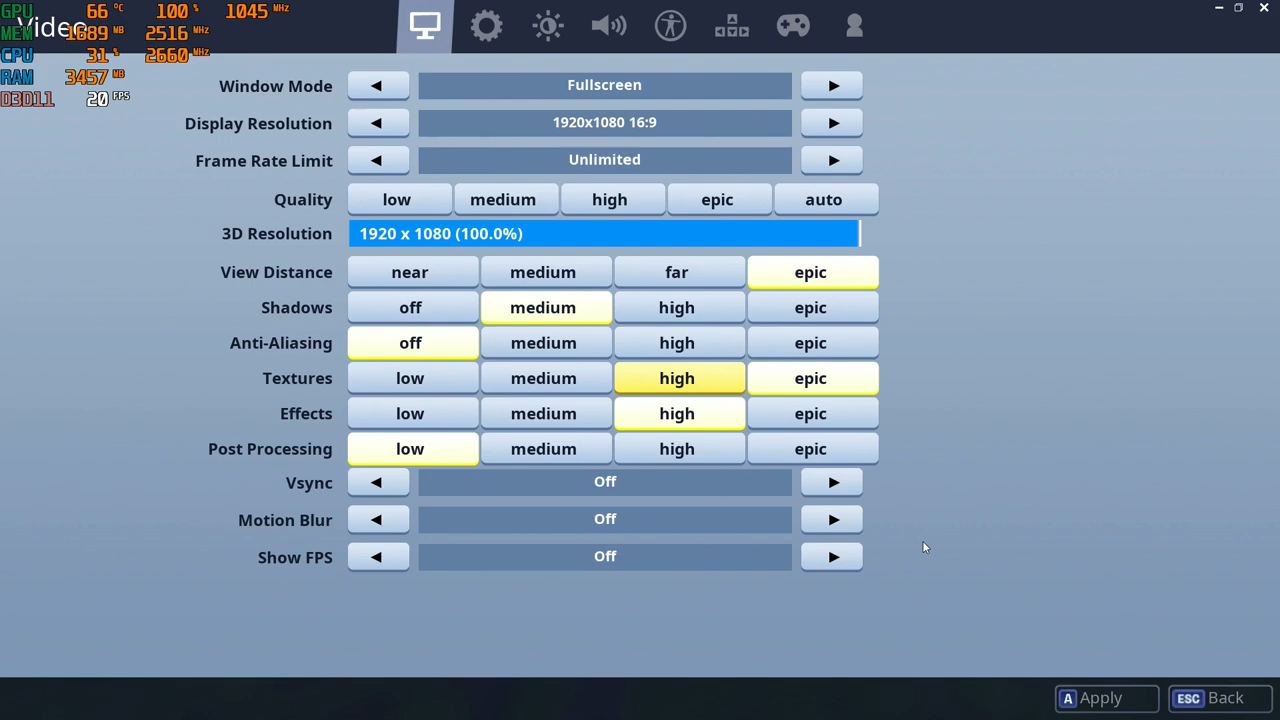 GPU 66 °C 100 % 1045 MHz
Video
MEM 1689 MB 2516 MHz
CPU 31 % 2660 MHz
RAM 3457 MB
D3D11 20 FPS
Window Mode ◀ Fullscreen ▶
Display Resolution ◀ 1920x1080 16:9 ▶
Frame Rate Limit ◀ Unlimited ▶
Quality low medium high epic auto
3D Resolution 1920 x 1080 (100.0%)
View Distance near medium far epic
Shadows off medium high epic
Anti-Aliasing off medium high epic
Textures low medium high epic
Effects low medium high epic
Post Processing low medium high epic
Vsync ◀ Off ▶
Motion Blur ◀ Off ▶
Show FPS ◀ Off ▶
A Apply ESC Back